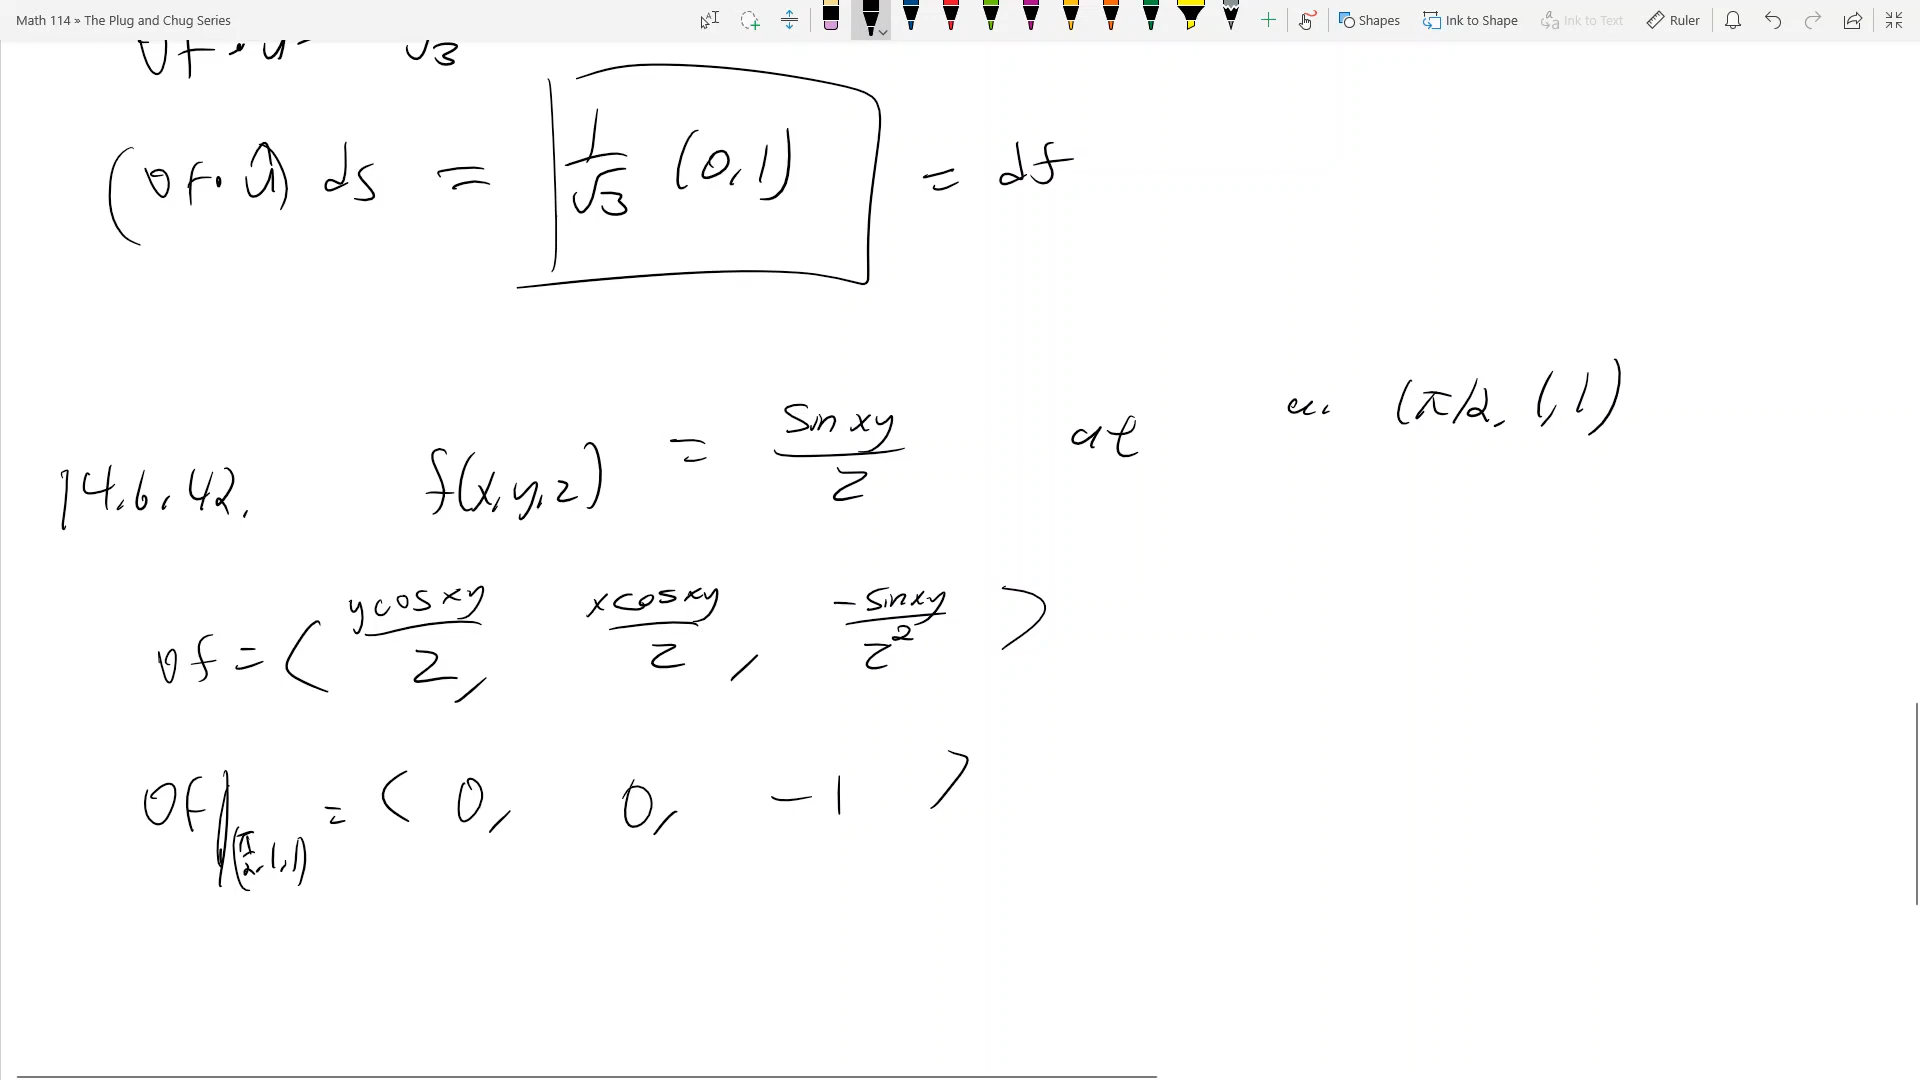 Math 114 » The Plug and Chug Series
Shapes
Ink to Shape
Ink to Text
Ruler
∇f · u = √3
(∇f · û) ds = 1/√3 (0,1) = df
14.6.42. f(x,y,z) = sin xy / z at a. (π/2, 1, 1)
∇f = ⟨ y cos xy / z, x cos xy / z, -sin xy / z² ⟩
∇f|(π/2, 1, 1) = ⟨ 0, 0, -1 ⟩